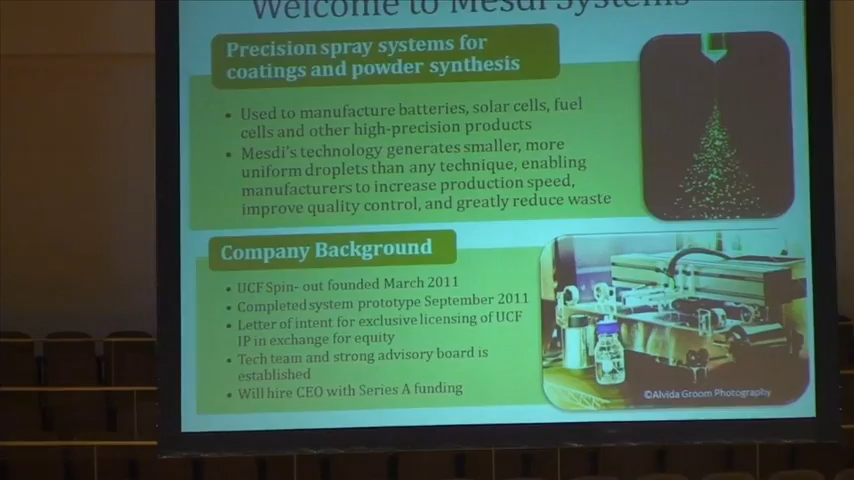 Welcome to Mesdi Systems
Precision spray systems for
coatings and powder synthesis
• Used to manufacture batteries, solar cells, fuel
cells and other high-precision products
• Mesdi's technology generates smaller, more
uniform droplets than any technique, enabling
manufacturers to increase production speed,
improve quality control, and greatly reduce waste
Company Background
• UCF Spin- out founded March 2011
• Completed system prototype September 2011
• Letter of intent for exclusive licensing of UCF
IP in exchange for equity
• Tech team and strong advisory board is
established
• Will hire CEO with Series A funding
©Alvida Groom Photography